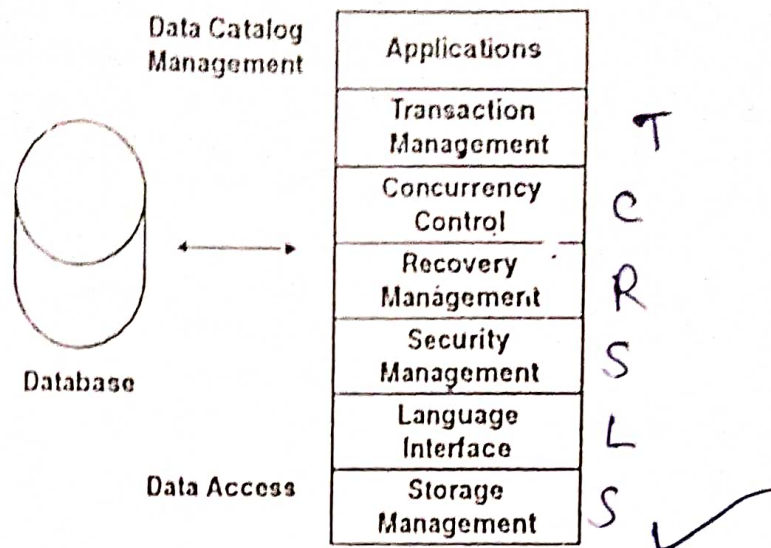 Data Catalog
Management
Applications
Transaction
Management
T
Concurrency
Control
C
Recovery
Management
R
Security
Management
S
Database
Language
Interface
L
Data Access
Storage
Management
S